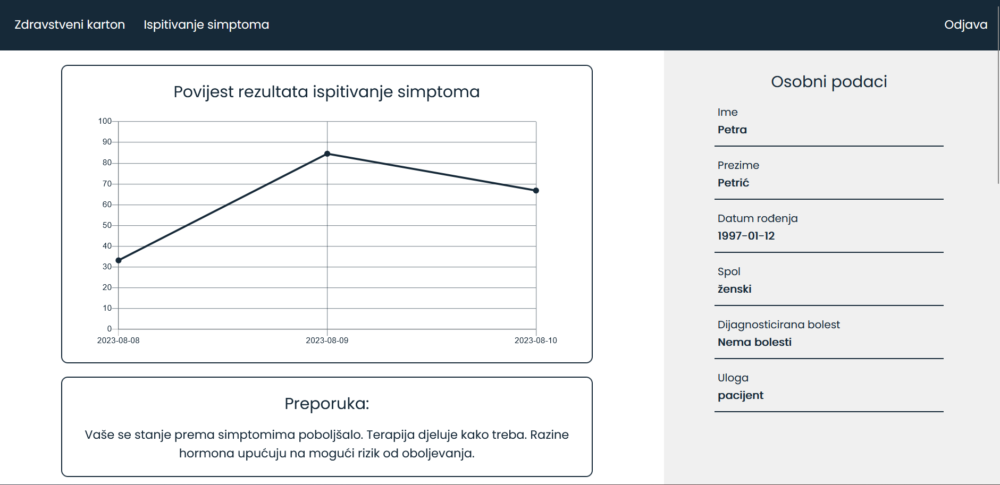 Zdravstveni karton
Ispitivanje simptoma
Odjava
Povijest rezultata ispitivanje simptoma
100
90
80
70
60
50
40
30
20
10
0
2023-08-08
2023-08-09
2023-08-10
Preporuka:
Vaše se stanje prema simptomima poboljšalo. Terapija djeluje kako treba. Razine
hormona upućuju na mogući rizik od oboljevanja.
Osobni podaci
Ime
Petra
Prezime
Petrić
Datum rođenja
1997-01-12
Spol
ženski
Dijagnosticirana bolest
Nema bolesti
Uloga
pacijent